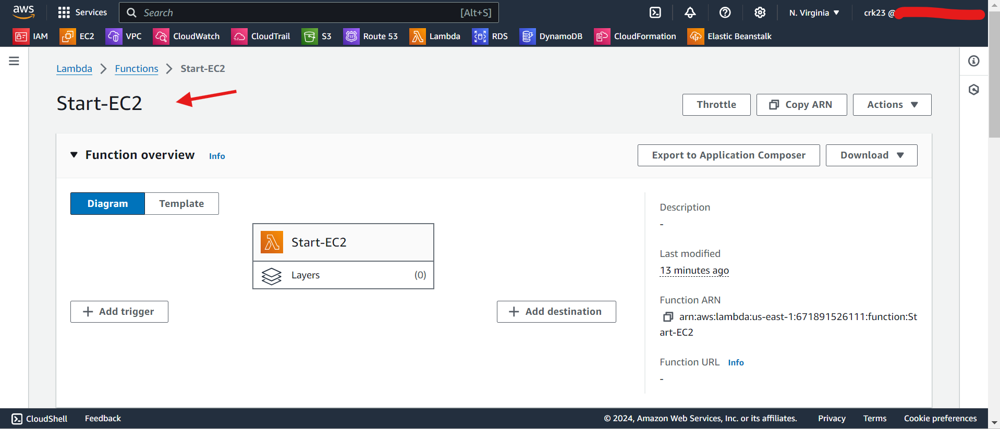 aws
Services
Search
[Alt+S]
N. Virginia
crk23 @
IAM
EC2
VPC
CloudWatch
CloudTrail
S3
Route 53
Lambda
RDS
DynamoDB
CloudFormation
Elastic Beanstalk
Lambda
Functions
Start-EC2
Start-EC2
Throttle
Copy ARN
Actions
Function overview
Info
Export to Application Composer
Download
Diagram
Template
Start-EC2
Layers
(0)
Add trigger
Add destination
Description
-
Last modified
13 minutes ago
Function ARN
arn:aws:lambda:us-east-1:671891526111:function:St
art-EC2
Function URL
Info
-
CloudShell
Feedback
© 2024, Amazon Web Services, Inc. or its affiliates.
Privacy
Terms
Cookie preferences